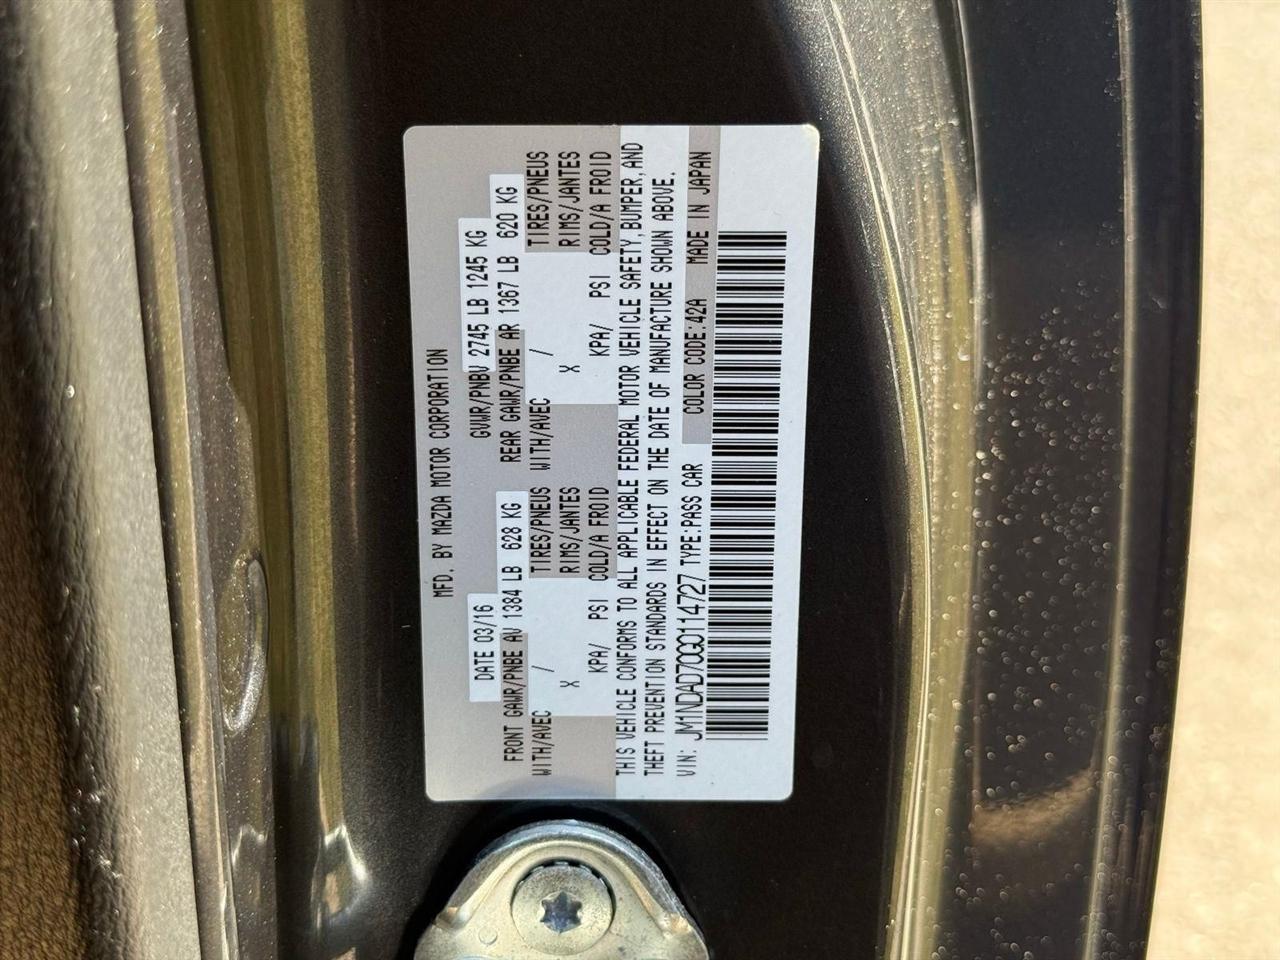 MFD. BY MAZDA MOTOR CORPORATION
DATE 03/16 GVWR/PNBV 2745 LB 1245 KG
FRONT GAWR/PNBE AV 1384 LB 628 KG REAR GAWR/PNBE AR 1367 LB 620 KG
WITH/AVEC / TIRES/PNEUS WITH/AVEC / TIRES/PNEUS
X RIMS/JANTES X RIMS/JANTES
KPA/ PSI COLD/A FROID KPA/ PSI COLD/A FROID
THIS VEHICLE CONFORMS TO ALL APPLICABLE FEDERAL MOTOR VEHICLE SAFETY, BUMPER, AND
THEFT PREVENTION STANDARDS IN EFFECT ON THE DATE OF MANUFACTURE SHOWN ABOVE.
VIN: JM1NDAD70G0114727 TYPE:PASS CAR COLOR CODE:42A MADE IN JAPAN